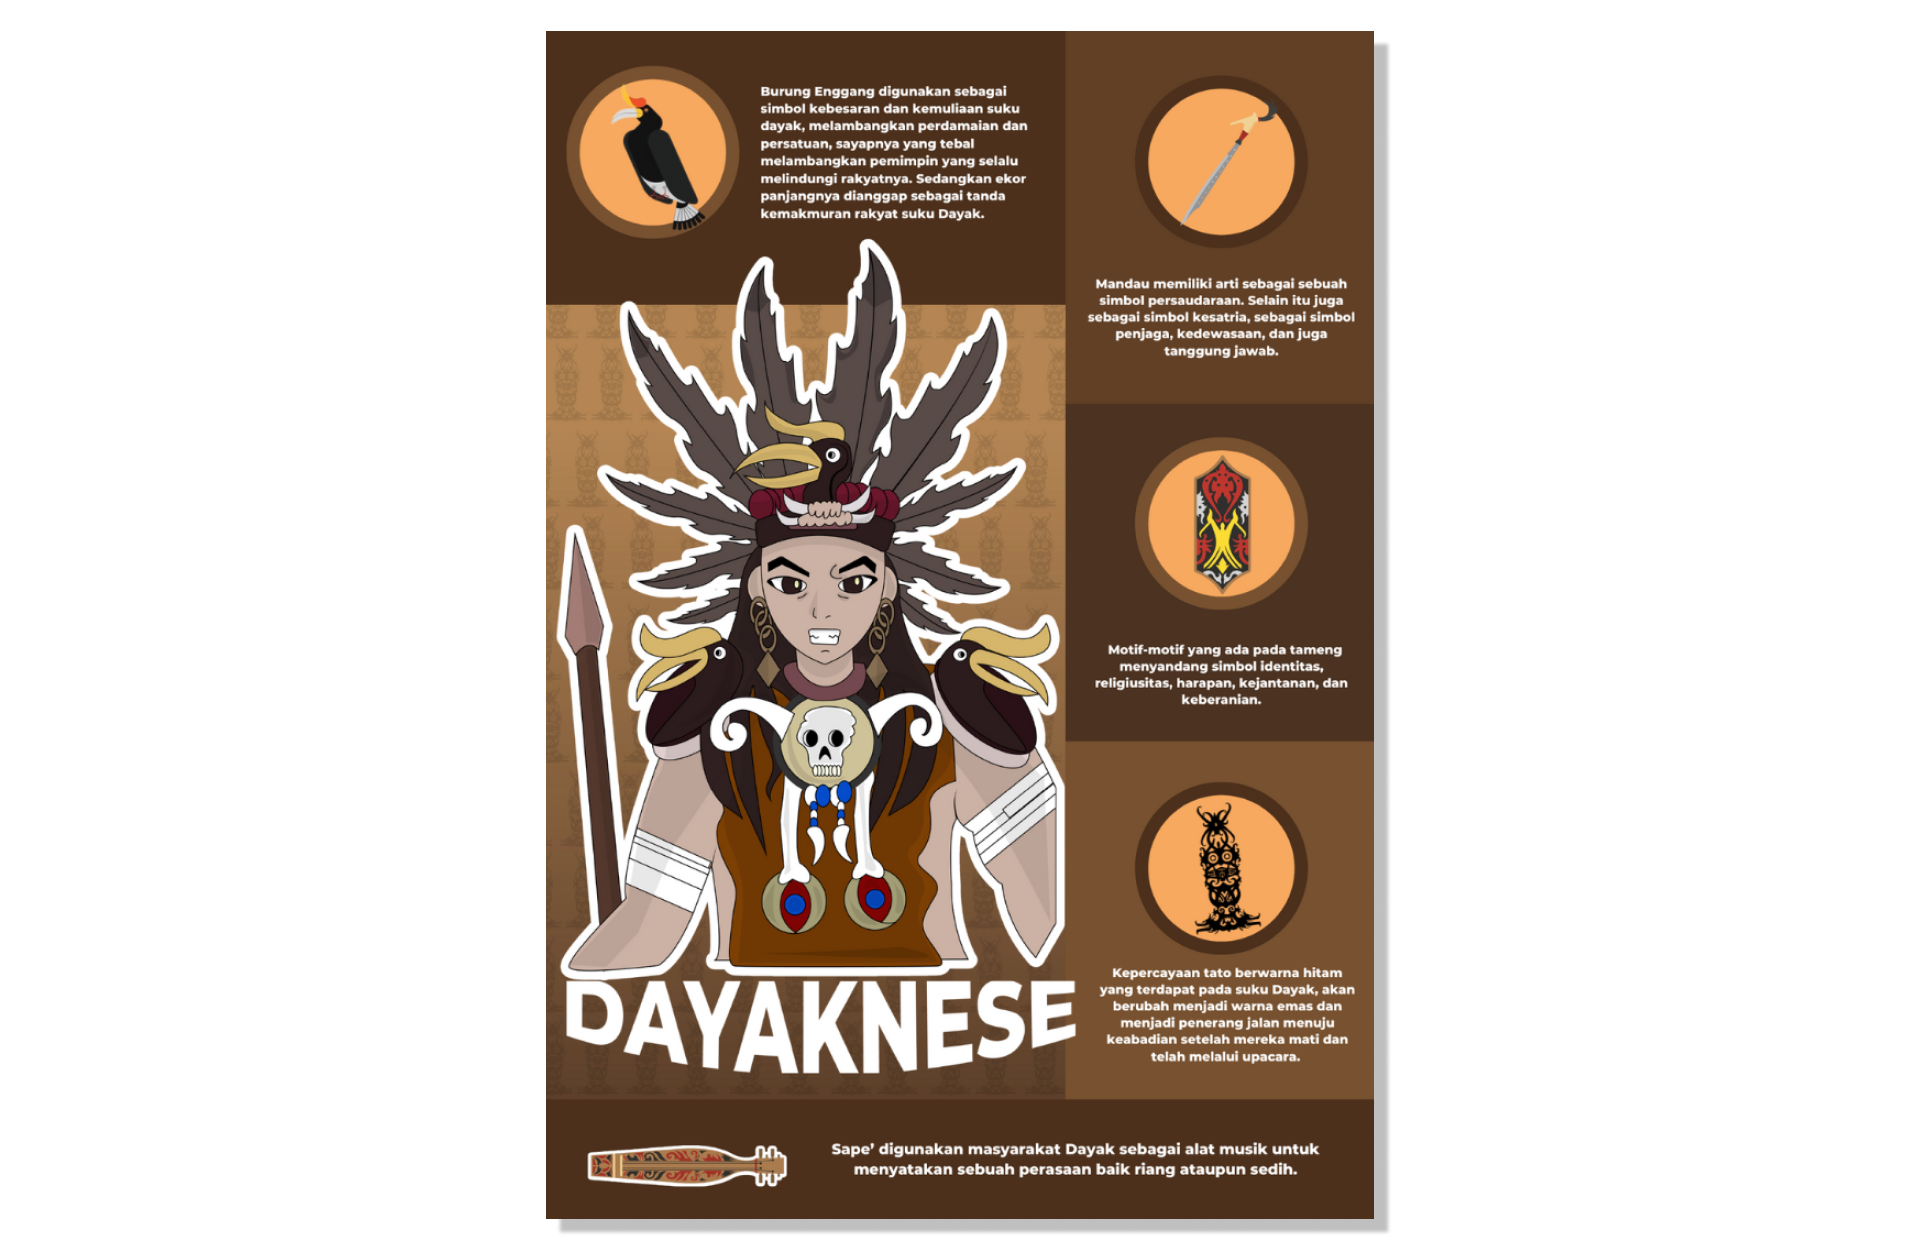 Burung Enggang digunakan sebagai
simbol kebesaran dan kemuliaan suku
dayak, melambangkan perdamaian dan
persatuan, sayapnya yang tebal
melambangkan pemimpin yang selalu
melindungi rakyatnya. Sedangkan ekor
panjangnya dianggap sebagai tanda
kemakmuran rakyat suku Dayak.
Mandau memiliki arti sebagai sebuah
simbol persaudaraan. Selain itu juga
sebagai simbol kesatria, sebagai simbol
penjaga, kedewasaan, dan juga
tanggung jawab.
Motif-motif yang ada pada tameng
menyandang simbol identitas,
religiusitas, harapan, kejantanan, dan
keberanian.
Kepercayaan tato berwarna hitam
yang terdapat pada suku Dayak, akan
berubah menjadi warna emas dan
menjadi penerang jalan menuju
keabadian setelah mereka mati dan
telah melalui upacara.
DAYAKNESE
Sape' digunakan masyarakat Dayak sebagai alat musik untuk
menyatakan sebuah perasaan baik riang ataupun sedih.